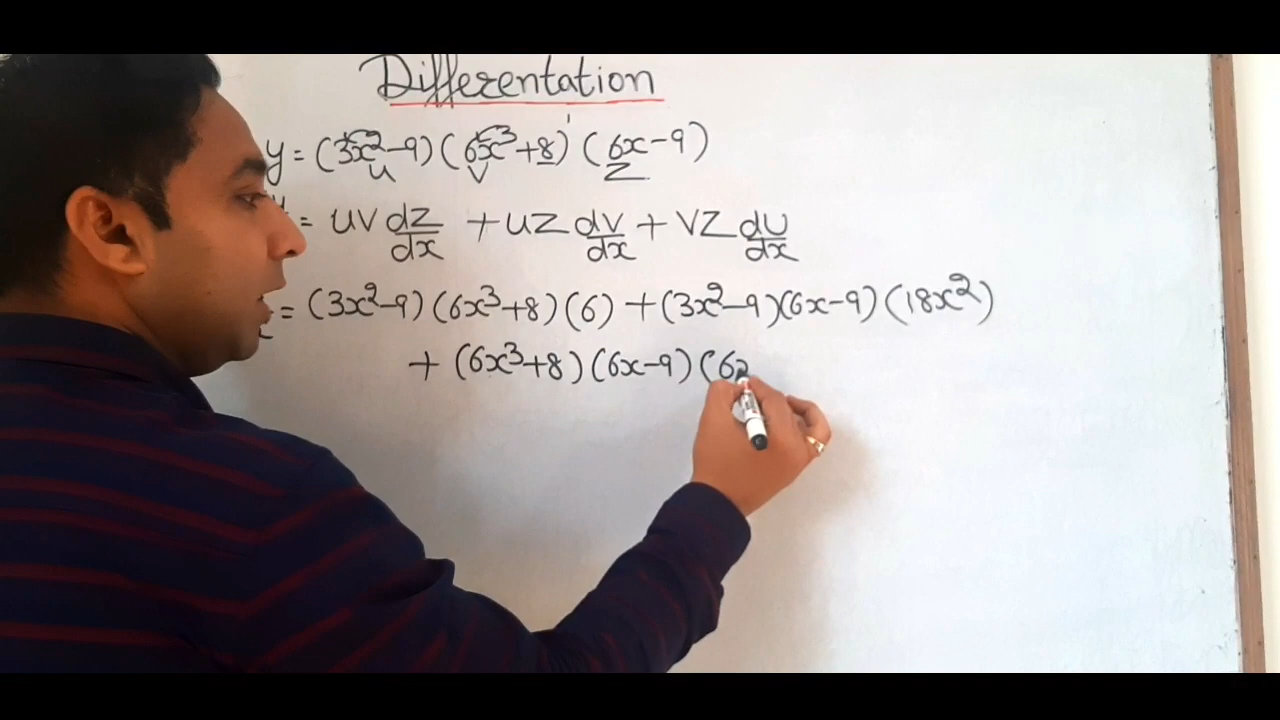 Differentation
y = (3x²-9) (6x³+8)' (6x-9)
U V Z
= UV dZ/dx + UZ dV/dx + VZ dU/dx
= (3x²-9) (6x³+8) (6) + (3x²-9)(6x-9) (18x²)
+ (6x³+8) (6x-9) (6x